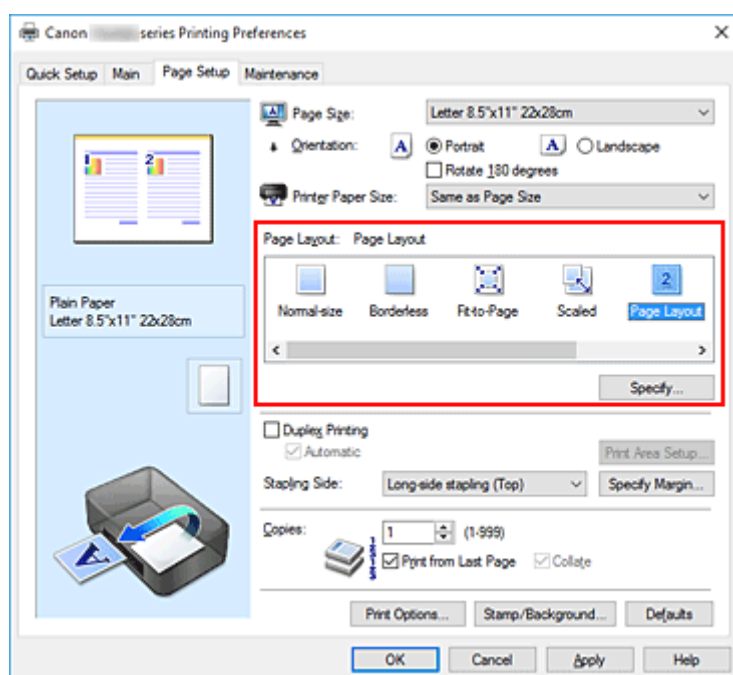 Canon series Printing Preferences
Quick Setup Main Page Setup Maintenance
1 2
Page Size: Letter 8.5"x11" 22x28cm
Orientation: A Portrait A Landscape
Rotate 180 degrees
Printer Paper Size: Same as Page Size
Page Layout: Page Layout
2
Normal-size Borderless Fit-to-Page Scaled Page Layout
Specify...
Plain Paper
Letter 8.5"x11" 22x28cm
Duplex Printing
Automatic
Print Area Setup...
Stapling Side: Long-side stapling (Top) Specify Margin...
Copies: 1 (1-999)
Print from Last Page Collate
A
Print Options... Stamp/Background... Defaults
OK Cancel Apply Help